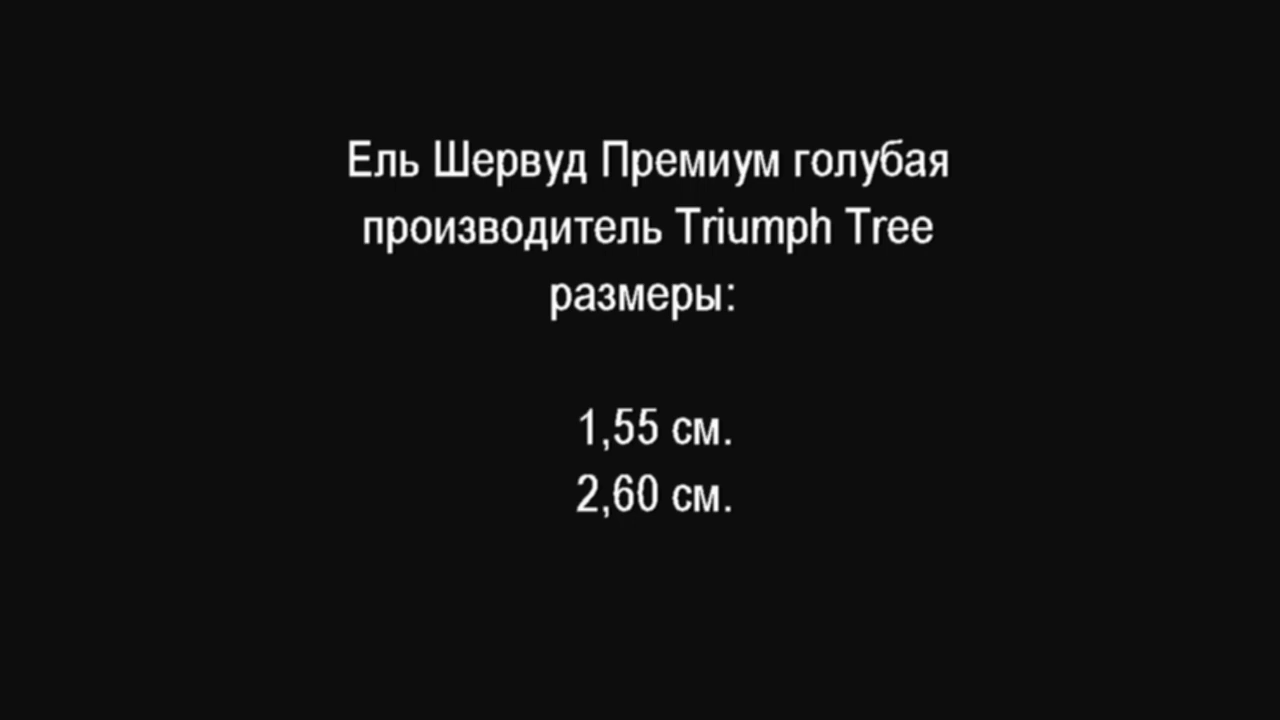 Ель Шервуд Премиум голубая
производитель Triumph Tree
размеры:
1,55 см.
2,60 см.